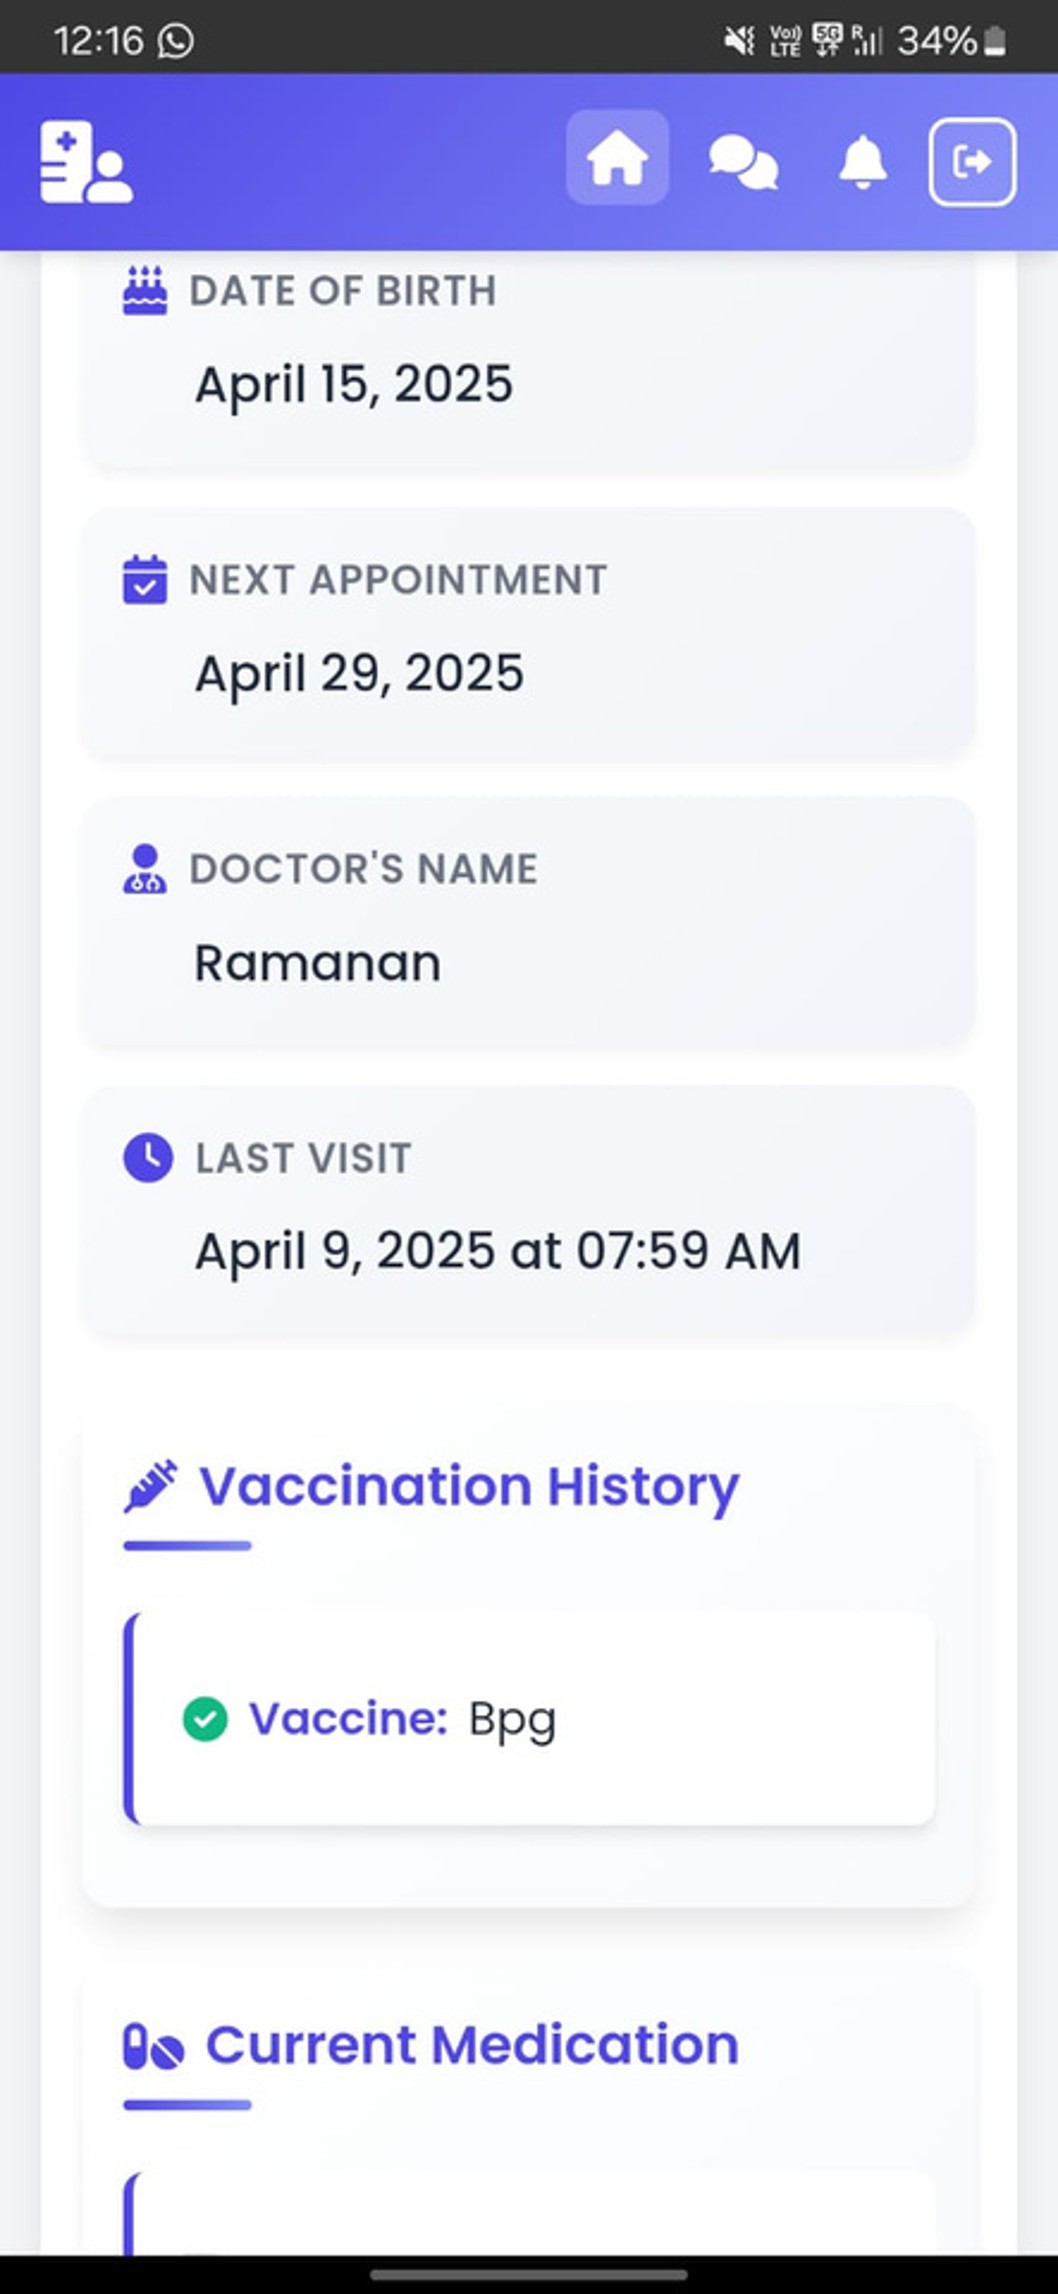 12:16
Vo)) LTE 5G R 34%
DATE OF BIRTH
April 15, 2025
NEXT APPOINTMENT
April 29, 2025
DOCTOR'S NAME
Ramanan
LAST VISIT
April 9, 2025 at 07:59 AM
Vaccination History
Vaccine: Bpg
Current Medication